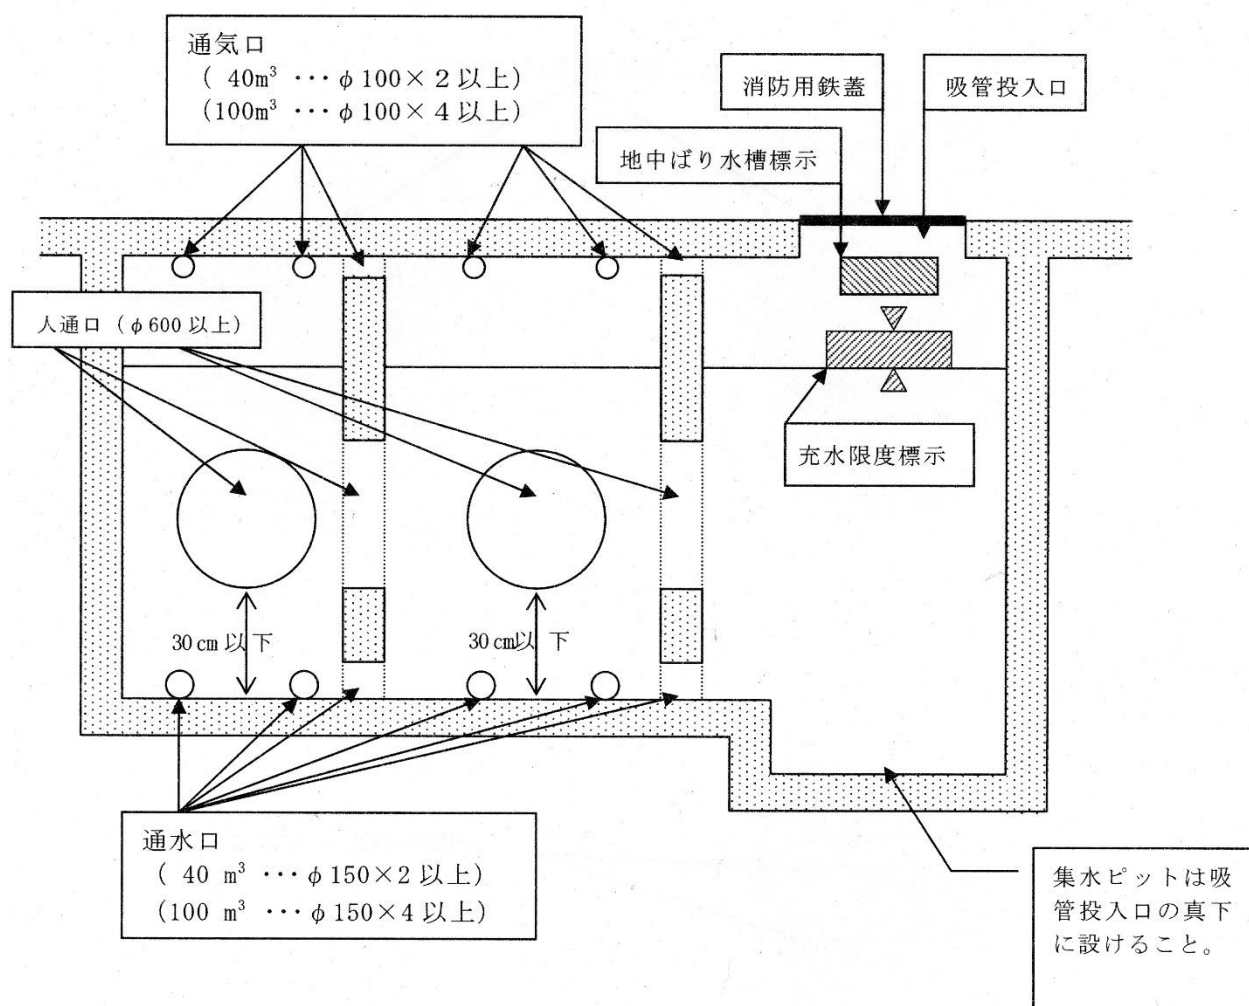 通気口
( 40m³ ・・・φ100×2以上)
(100m³ ・・・φ100×4以上)
消防用鉄蓋
吸管投入口
地中ばり水槽標示
人通口(φ600以上)
充水限度標示
30cm以下
30cm以下
通水口
( 40 m³ ・・・φ150×2以上)
(100 m³ ・・・φ150×4以上)
集水ピットは吸
管投入口の真下
に設けること。